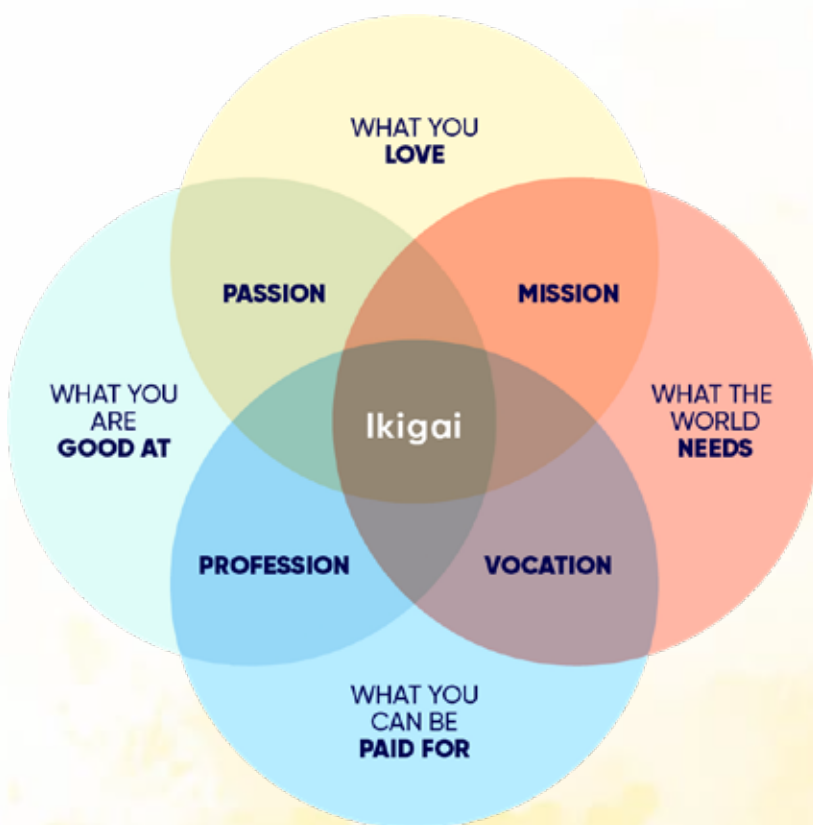 WHAT YOU
LOVE
PASSION
MISSION
WHAT YOU
ARE
GOOD AT
Ikigai
WHAT THE
WORLD
NEEDS
PROFESSION
VOCATION
WHAT YOU
CAN BE
PAID FOR